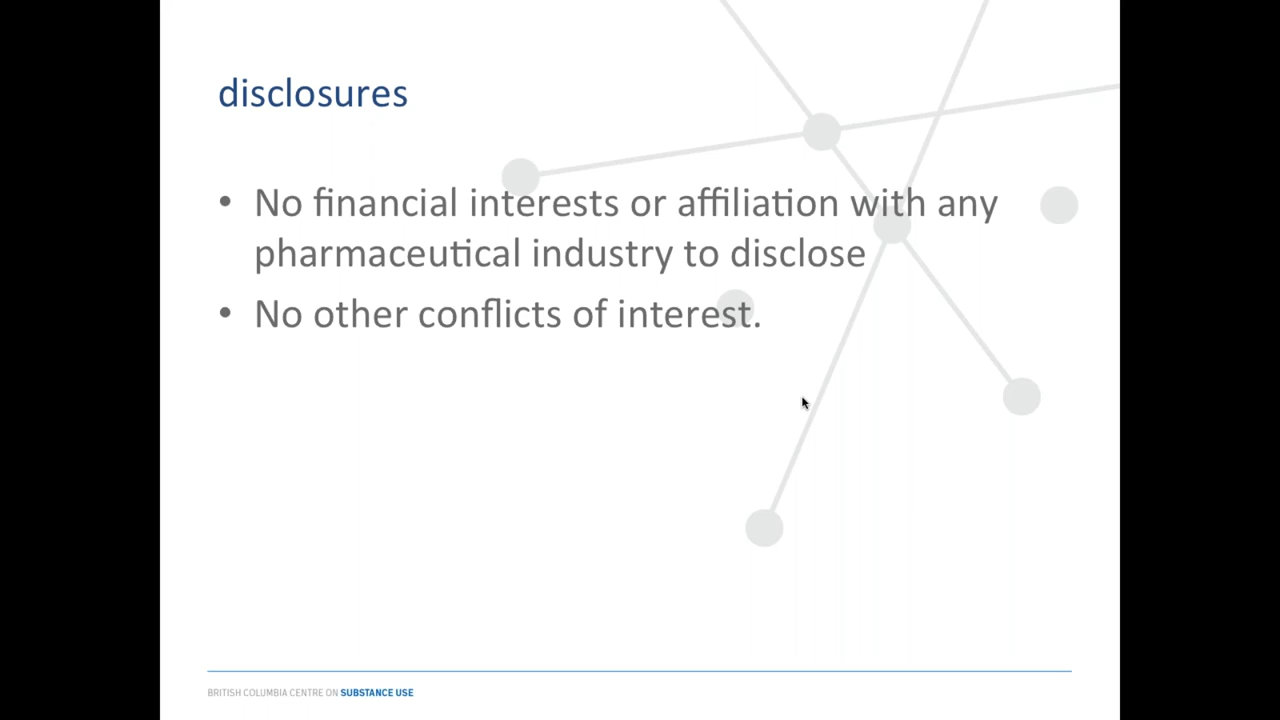 disclosures
• No financial interests or affiliation with any
pharmaceutical industry to disclose
• No other conflicts of interest.
BRITISH COLUMBIA CENTRE ON SUBSTANCE USE